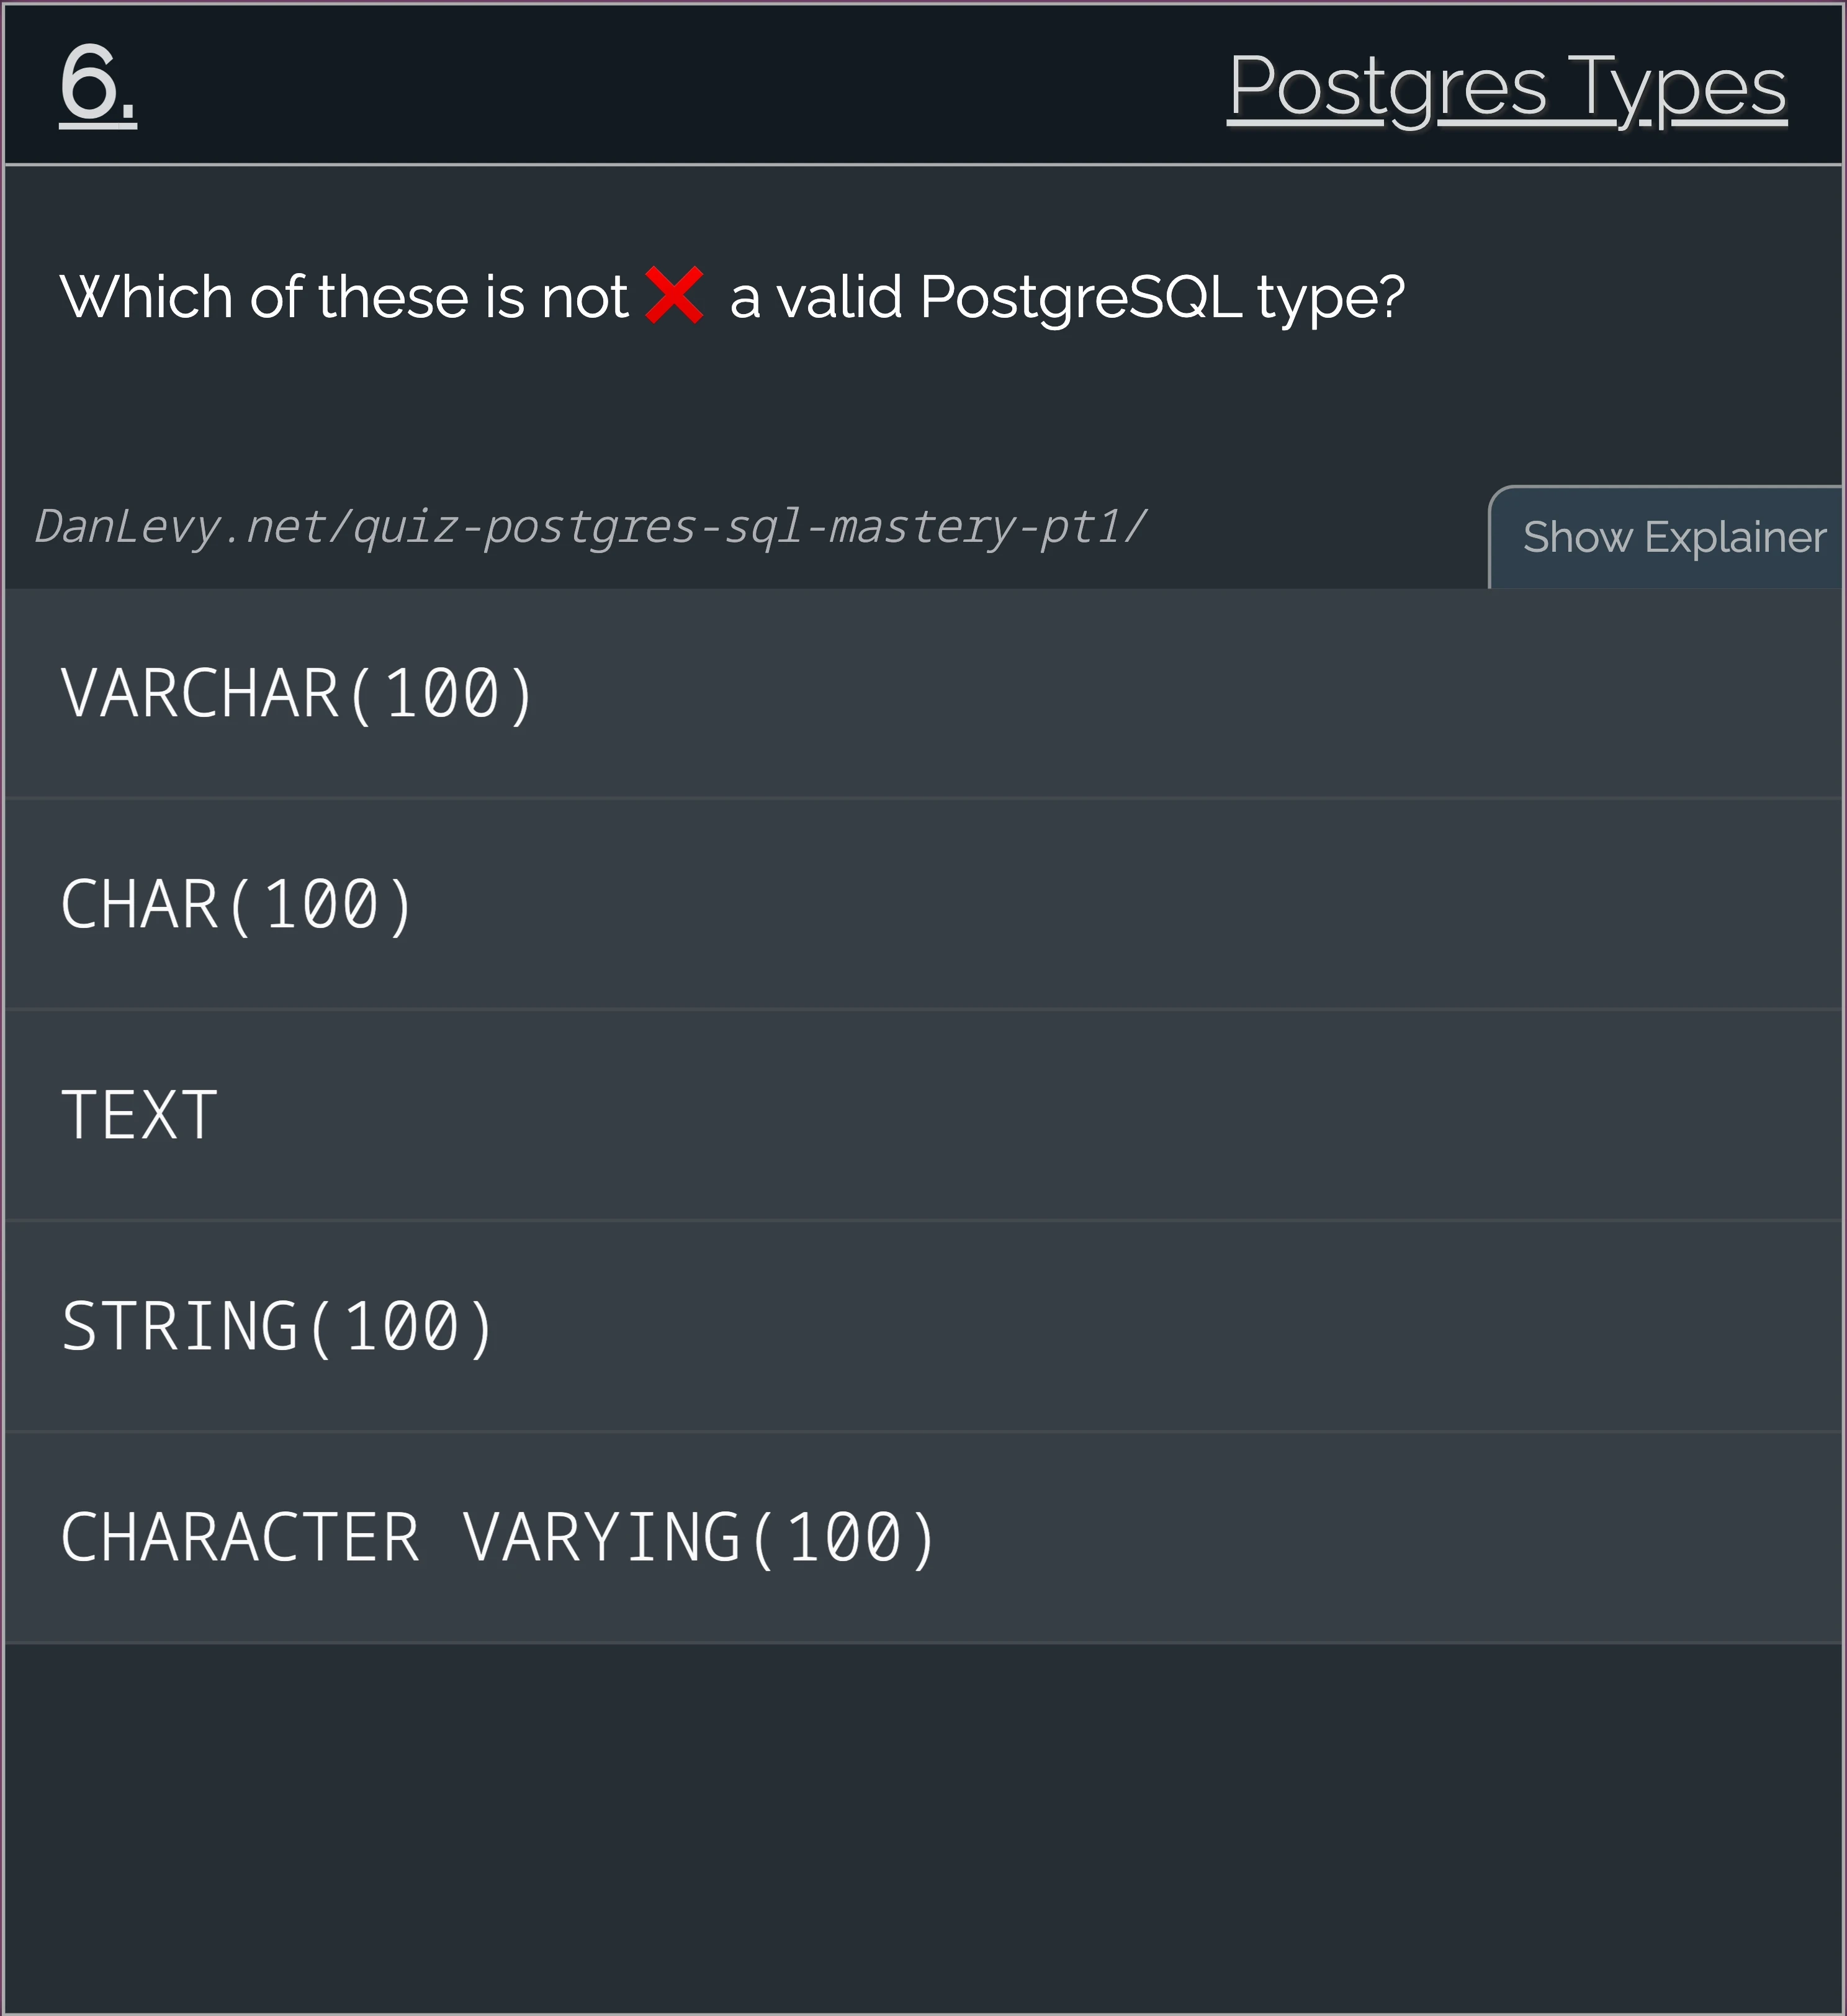 6.
Postgres Types
Which of these is not❌ a valid PostgreSQL type?
DanLevy.net/quiz-postgres-sql-mastery-pt1/
Show Explainer
VARCHAR(100)
CHAR(100)
TEXT
STRING(100)
CHARACTER VARYING(100)